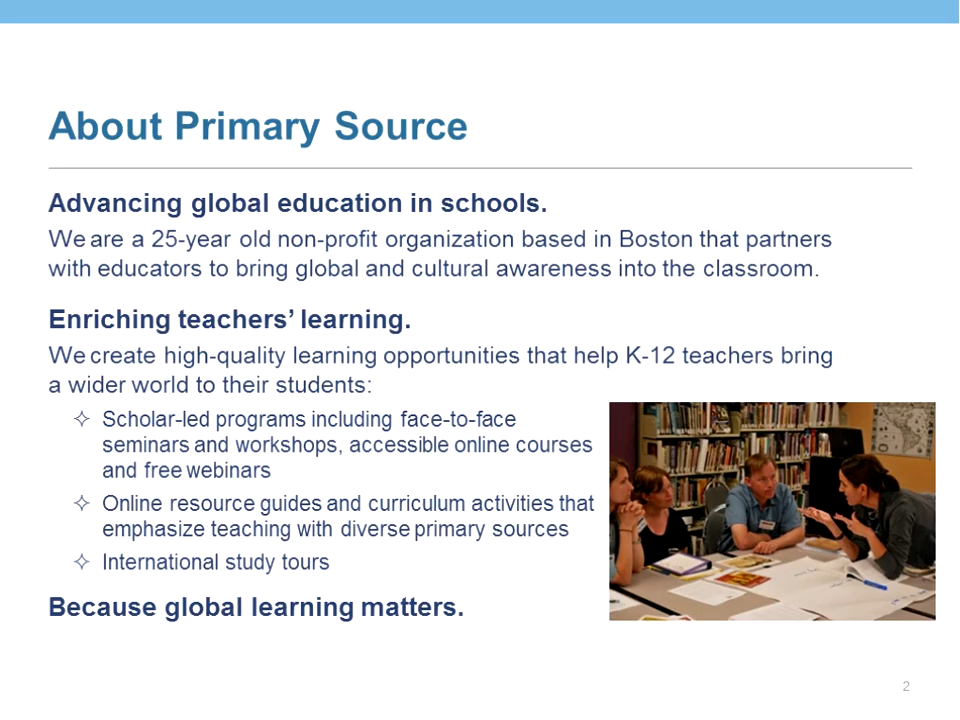 About Primary Source
Advancing global education in schools.
We are a 25-year old non-profit organization based in Boston that partners
with educators to bring global and cultural awareness into the classroom.
Enriching teachers’ learning.
We create high-quality learning opportunities that help K-12 teachers bring
a wider world to their students:
✧ Scholar-led programs including face-to-face
seminars and workshops, accessible online courses
and free webinars
✧ Online resource guides and curriculum activities that
emphasize teaching with diverse primary sources
✧ International study tours
Because global learning matters.
2